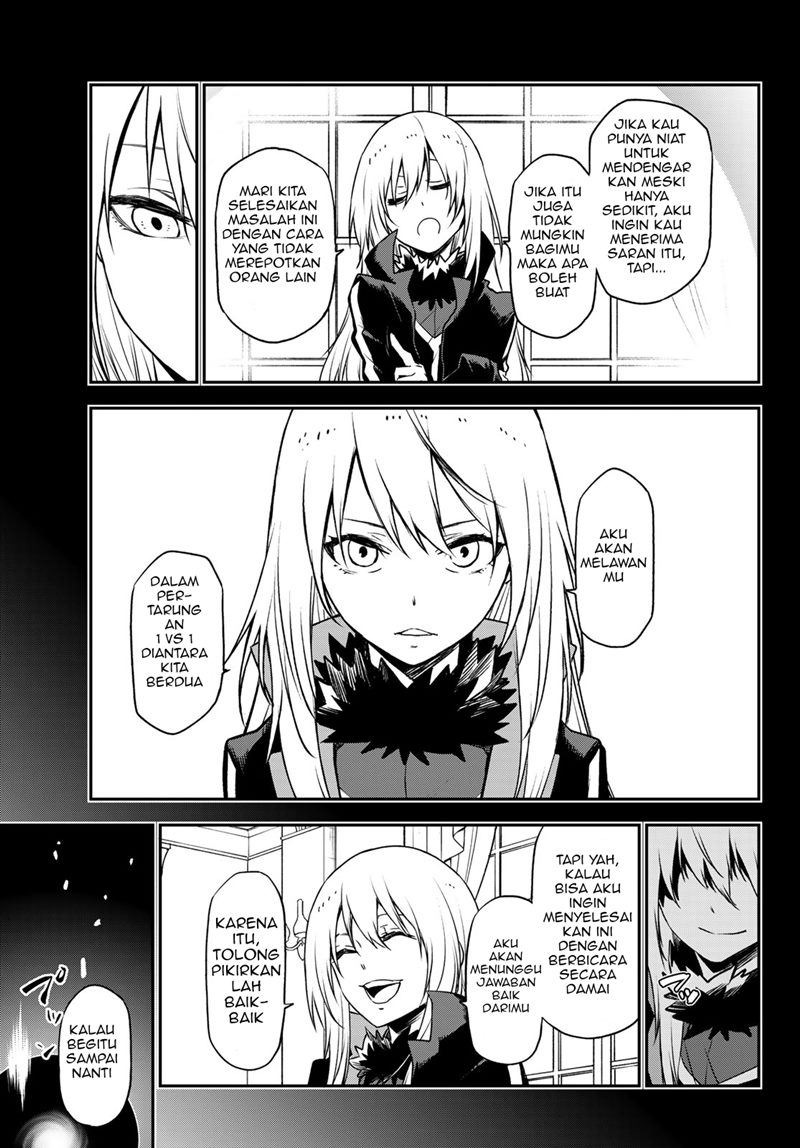 JIKA KAU
PUNYA NIAT
UNTUK
MENDENGAR
KAN MESKI
HANYA
SEDIKIT, AKU
INGIN KAU
MENERIMA
SARAN ITU,
TAPI...
JIKA ITU
JUGA
TIDAK
MUNGKIN
BAGIMU
MAKA APA
BOLEH
BUAT
MARI KITA
SELESAIKAN
MASALAH INI
DENGAN CARA
YANG TIDAK
MEREPOTKAN
ORANG LAIN
AKU
AKAN
MELAWAN
MU
DALAM
PER-
TARUNG
AN
1 VS 1
DIANTARA
KITA
BERDUA
TAPI YAH,
KALAU
BISA AKU
INGIN
MENYELESAI
KAN INI
DENGAN
BERBICARA
SECARA
DAMAI
AKU
AKAN
MENUNGGU
JAWABAN
BAIK
DARIMU
KARENA
ITU,
TOLONG
PIKIRKAN
LAH
BAIK-
BAIK
KALAU
BEGITU
SAMPAI
NANTI